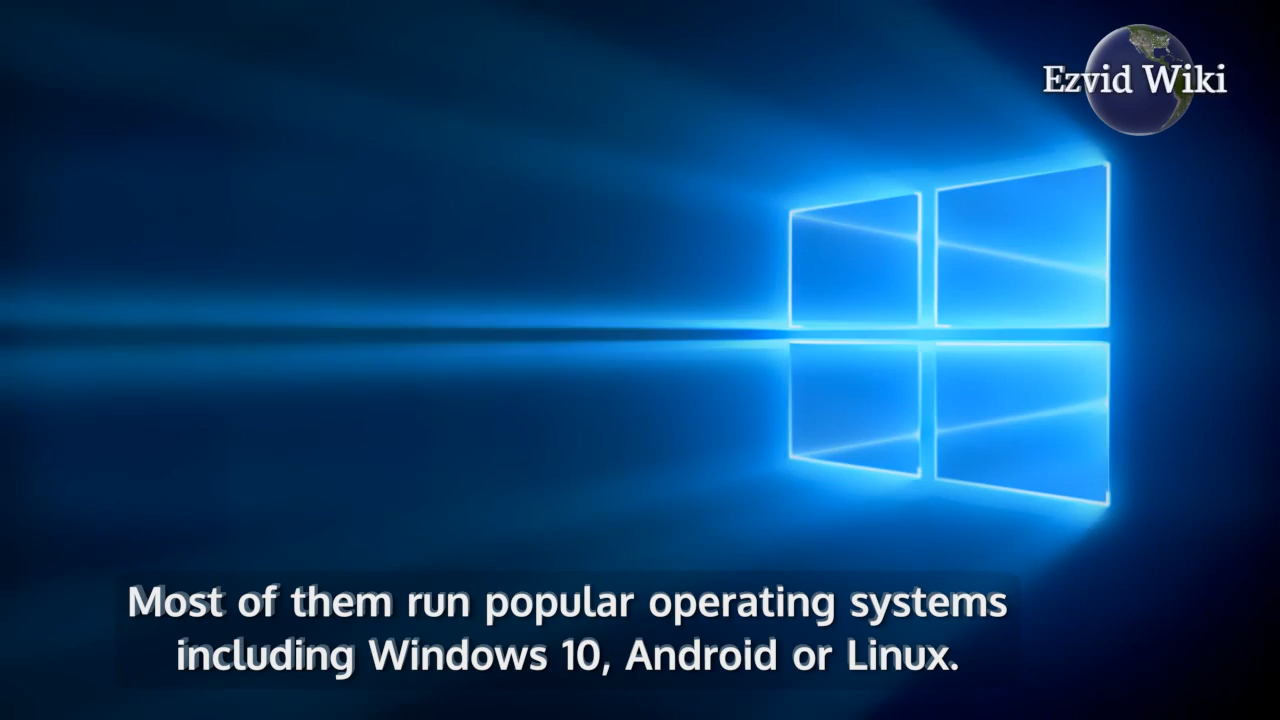 Ezvid Wiki
Most of them run popular operating systems
including Windows 10, Android or Linux.